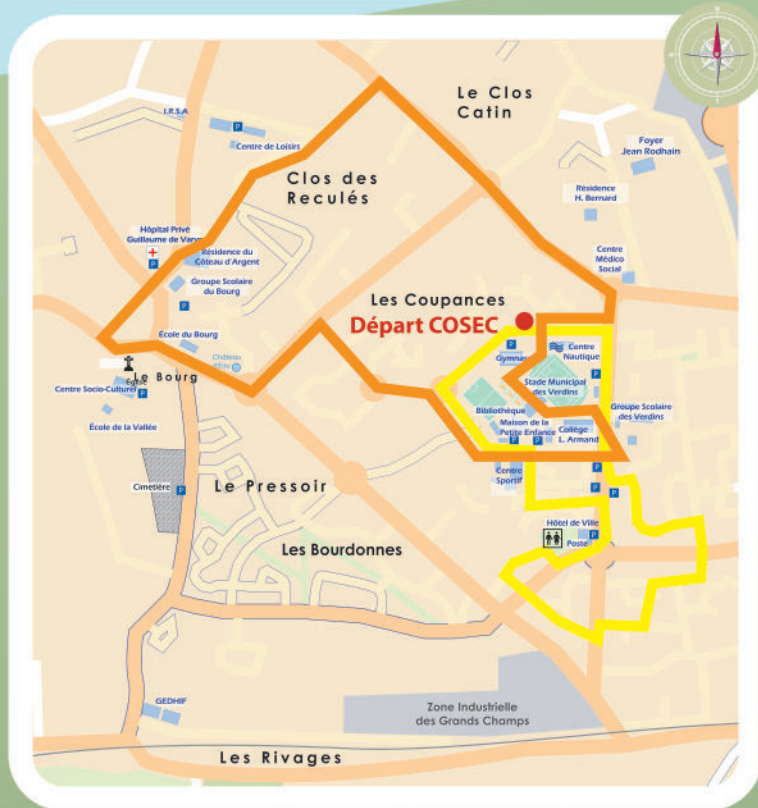 Le Clos
Catin
I.R.S.A
P
Centre de Loisirs
Foyer
Jean Rodhain
Clos des
Reculés
Résidence
H. Bernard
Hôpital Privé
Guillaume de
P
Résidence du
Côteau d'Argent
Centre
Médico
Social
P
Groupe Scolaire
du Bourg
P
Les Coupances
Départ COSEC
École du Bourg
Château
P
Gymnase
Centre
Nautique
P
Le Bourg
Église
Centre Socio-Culturel
P
Stade Municipal
des Verdins
Bibliothèque
Groupe Scolaire
des Verdins
Maison de la
Petite Enfance
Collège
L. Armand
P
P
École de la Vallée
Centre
Sportif
P
P
P
Cimetière
P
Le Pressoir
Hôtel de Ville
P
Poste
Les Bourdonnes
GEDHIF
Zone Industrielle
des Grands Champs
Les Rivages